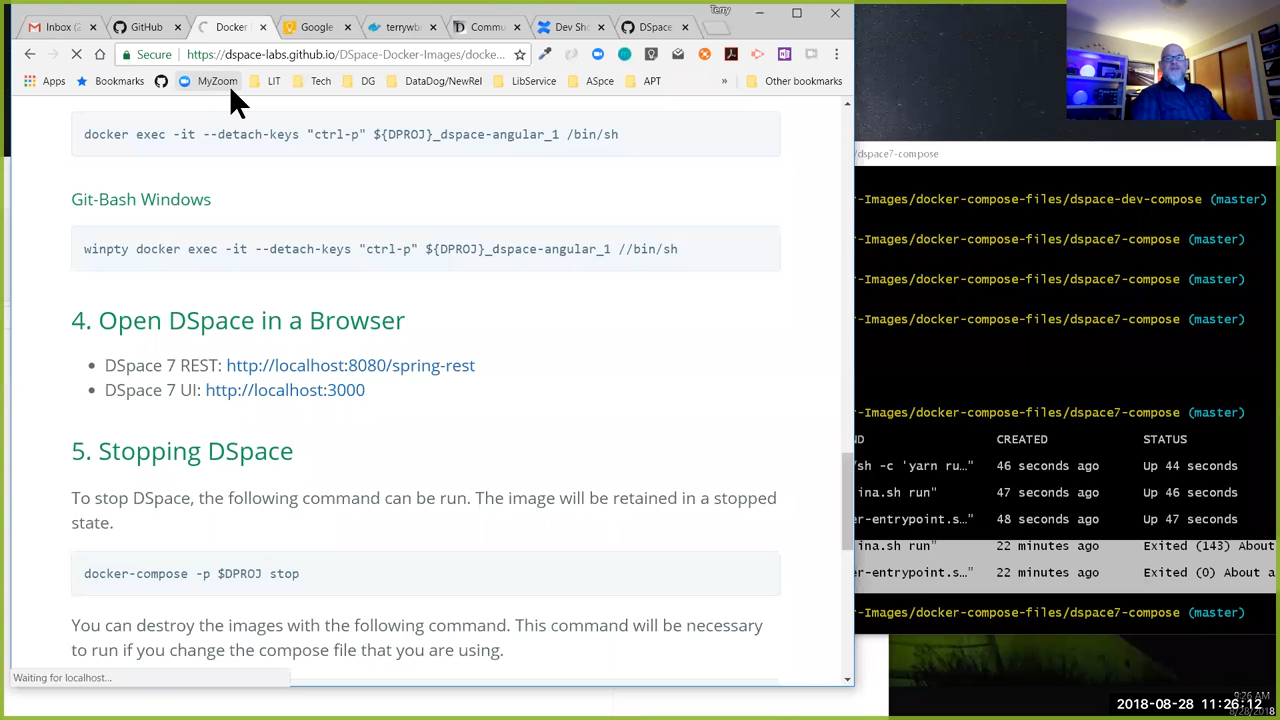 Terry
Inbox (2
GitHub
Docker
Google
terrywb
Commu
Dev Sho
DSpace
Secure
https://dspace-labs.github.io/DSpace-Docker-Images/docke...
Apps
Bookmarks
MyZoom
LIT
Tech
DG
DataDog/NewRel
LibService
ASpce
APT
»
Other bookmarks
docker exec -it --detach-keys "ctrl-p" ${DPROJ}_dspace-angular_1 /bin/sh
Git-Bash Windows
winpty docker exec -it --detach-keys "ctrl-p" ${DPROJ}_dspace-angular_1 //bin/sh
4. Open DSpace in a Browser
• DSpace 7 REST: http://localhost:8080/spring-rest
• DSpace 7 UI: http://localhost:3000
5. Stopping DSpace
To stop DSpace, the following command can be run. The image will be retained in a stopped
state.
docker-compose -p $DPROJ stop
You can destroy the images with the following command. This command will be necessary
to run if you change the compose file that you are using.
Waiting for localhost...
/dspace7-compose
-Images/docker-compose-files/dspace-dev-compose (master)
-Images/docker-compose-files/dspace7-compose (master)
-Images/docker-compose-files/dspace7-compose (master)
-Images/docker-compose-files/dspace7-compose (master)
-Images/docker-compose-files/dspace7-compose (master)
ND CREATED STATUS
/sh -c 'yarn ru…" 46 seconds ago Up 44 seconds
ina.sh run" 47 seconds ago Up 46 seconds
er-entrypoint.s…" 48 seconds ago Up 47 seconds
ina.sh run" 22 minutes ago Exited (143) About
er-entrypoint.s…" 22 minutes ago Exited (0) About a
-Images/docker-compose-files/dspace7-compose (master)
9:26 AM
2018-08-28 11:26:12
8/28/2018